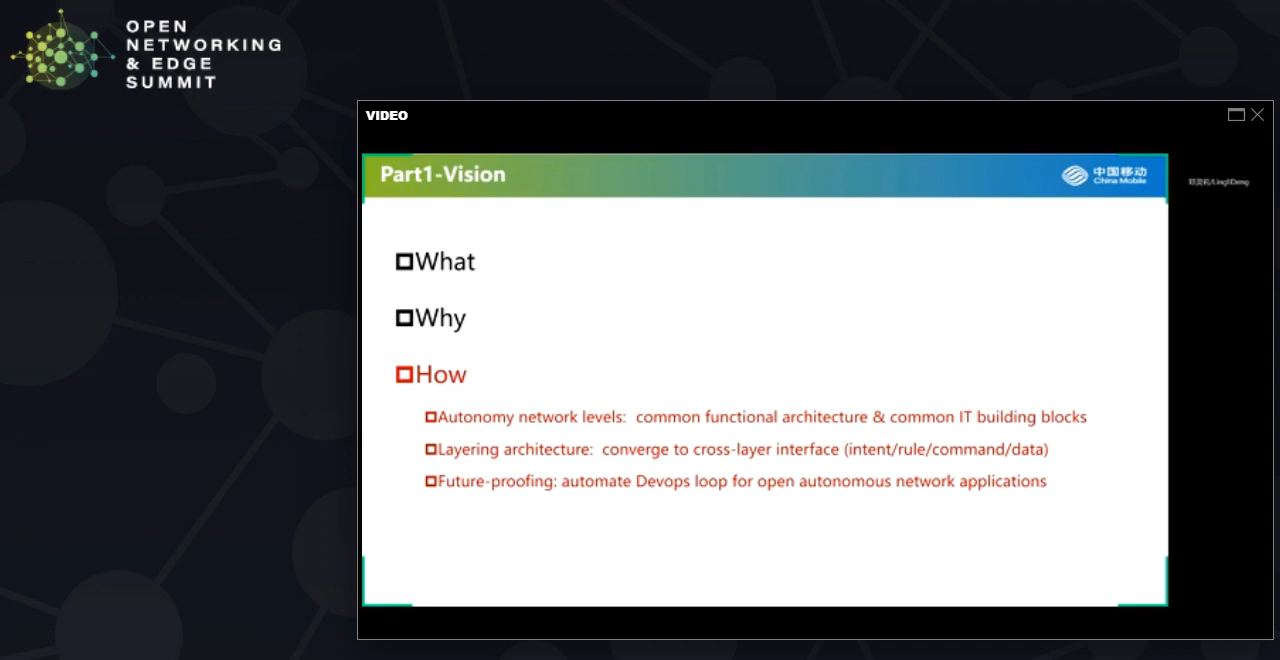 OPEN
NETWORKING
& EDGE
SUMMIT
VIDEO
Part1-Vision
中国移动
China Mobile
/LingliDeng
What
Why
How
Autonomy network levels: common functional architecture & common IT building blocks
Layering architecture: converge to cross-layer interface (intent/rule/command/data)
Future-proofing: automate Devops loop for open autonomous network applications